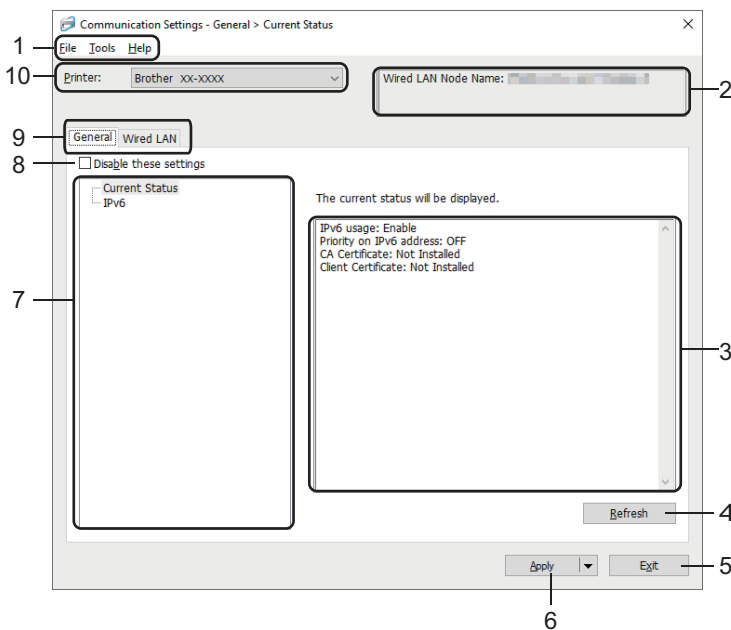 Communication Settings - General > Current Status
1
File Tools Help
10
Printer: Brother XX-XXXX
Wired LAN Node Name:
2
9
General Wired LAN
8
Disable these settings
Current Status
IPv6
The current status will be displayed.
IPv6 usage: Enable
Priority on IPv6 address: OFF
CA Certificate: Not Installed
Client Certificate: Not Installed
7
3
Refresh
4
Apply
Exit
5
6